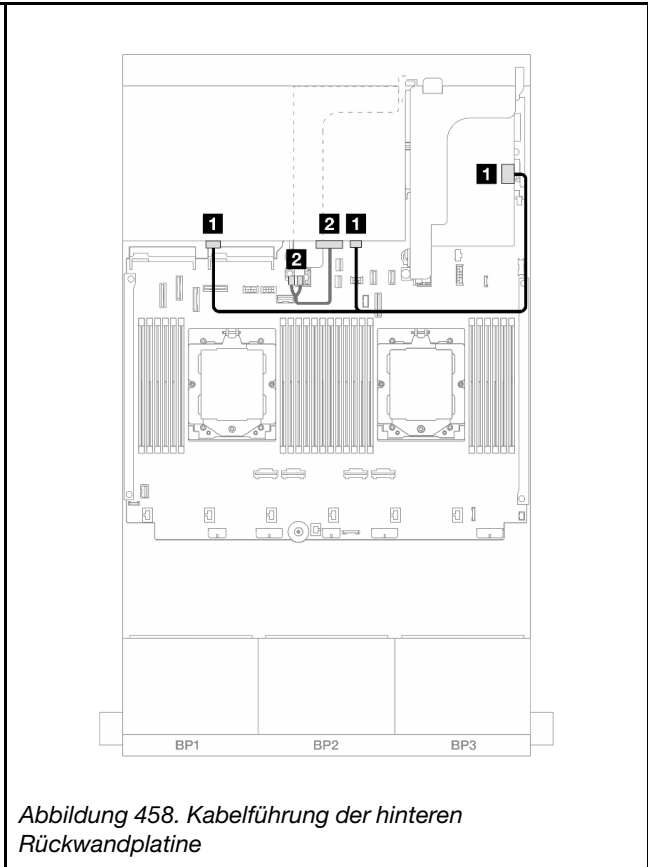 1
1
2
1
2
BP1
BP2
BP3
Abbildung 458. Kabelführung der hinteren
Rückwandplatine